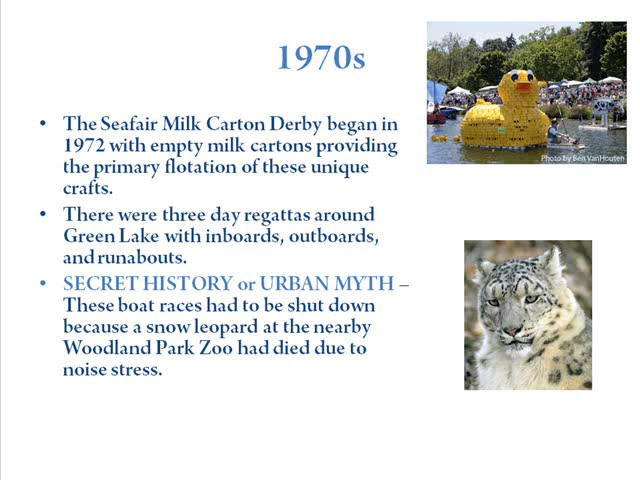 1970s
• The Seafair Milk Carton Derby began in
1972 with empty milk cartons providing
the primary flotation of these unique
crafts.
• There were three day regattas around
Green Lake with inboards, outboards,
and runabouts.
• SECRET HISTORY or URBAN MYTH –
These boat races had to be shut down
because a snow leopard at the nearby
Woodland Park Zoo had died due to
noise stress.
Photo by Ben VanHouten